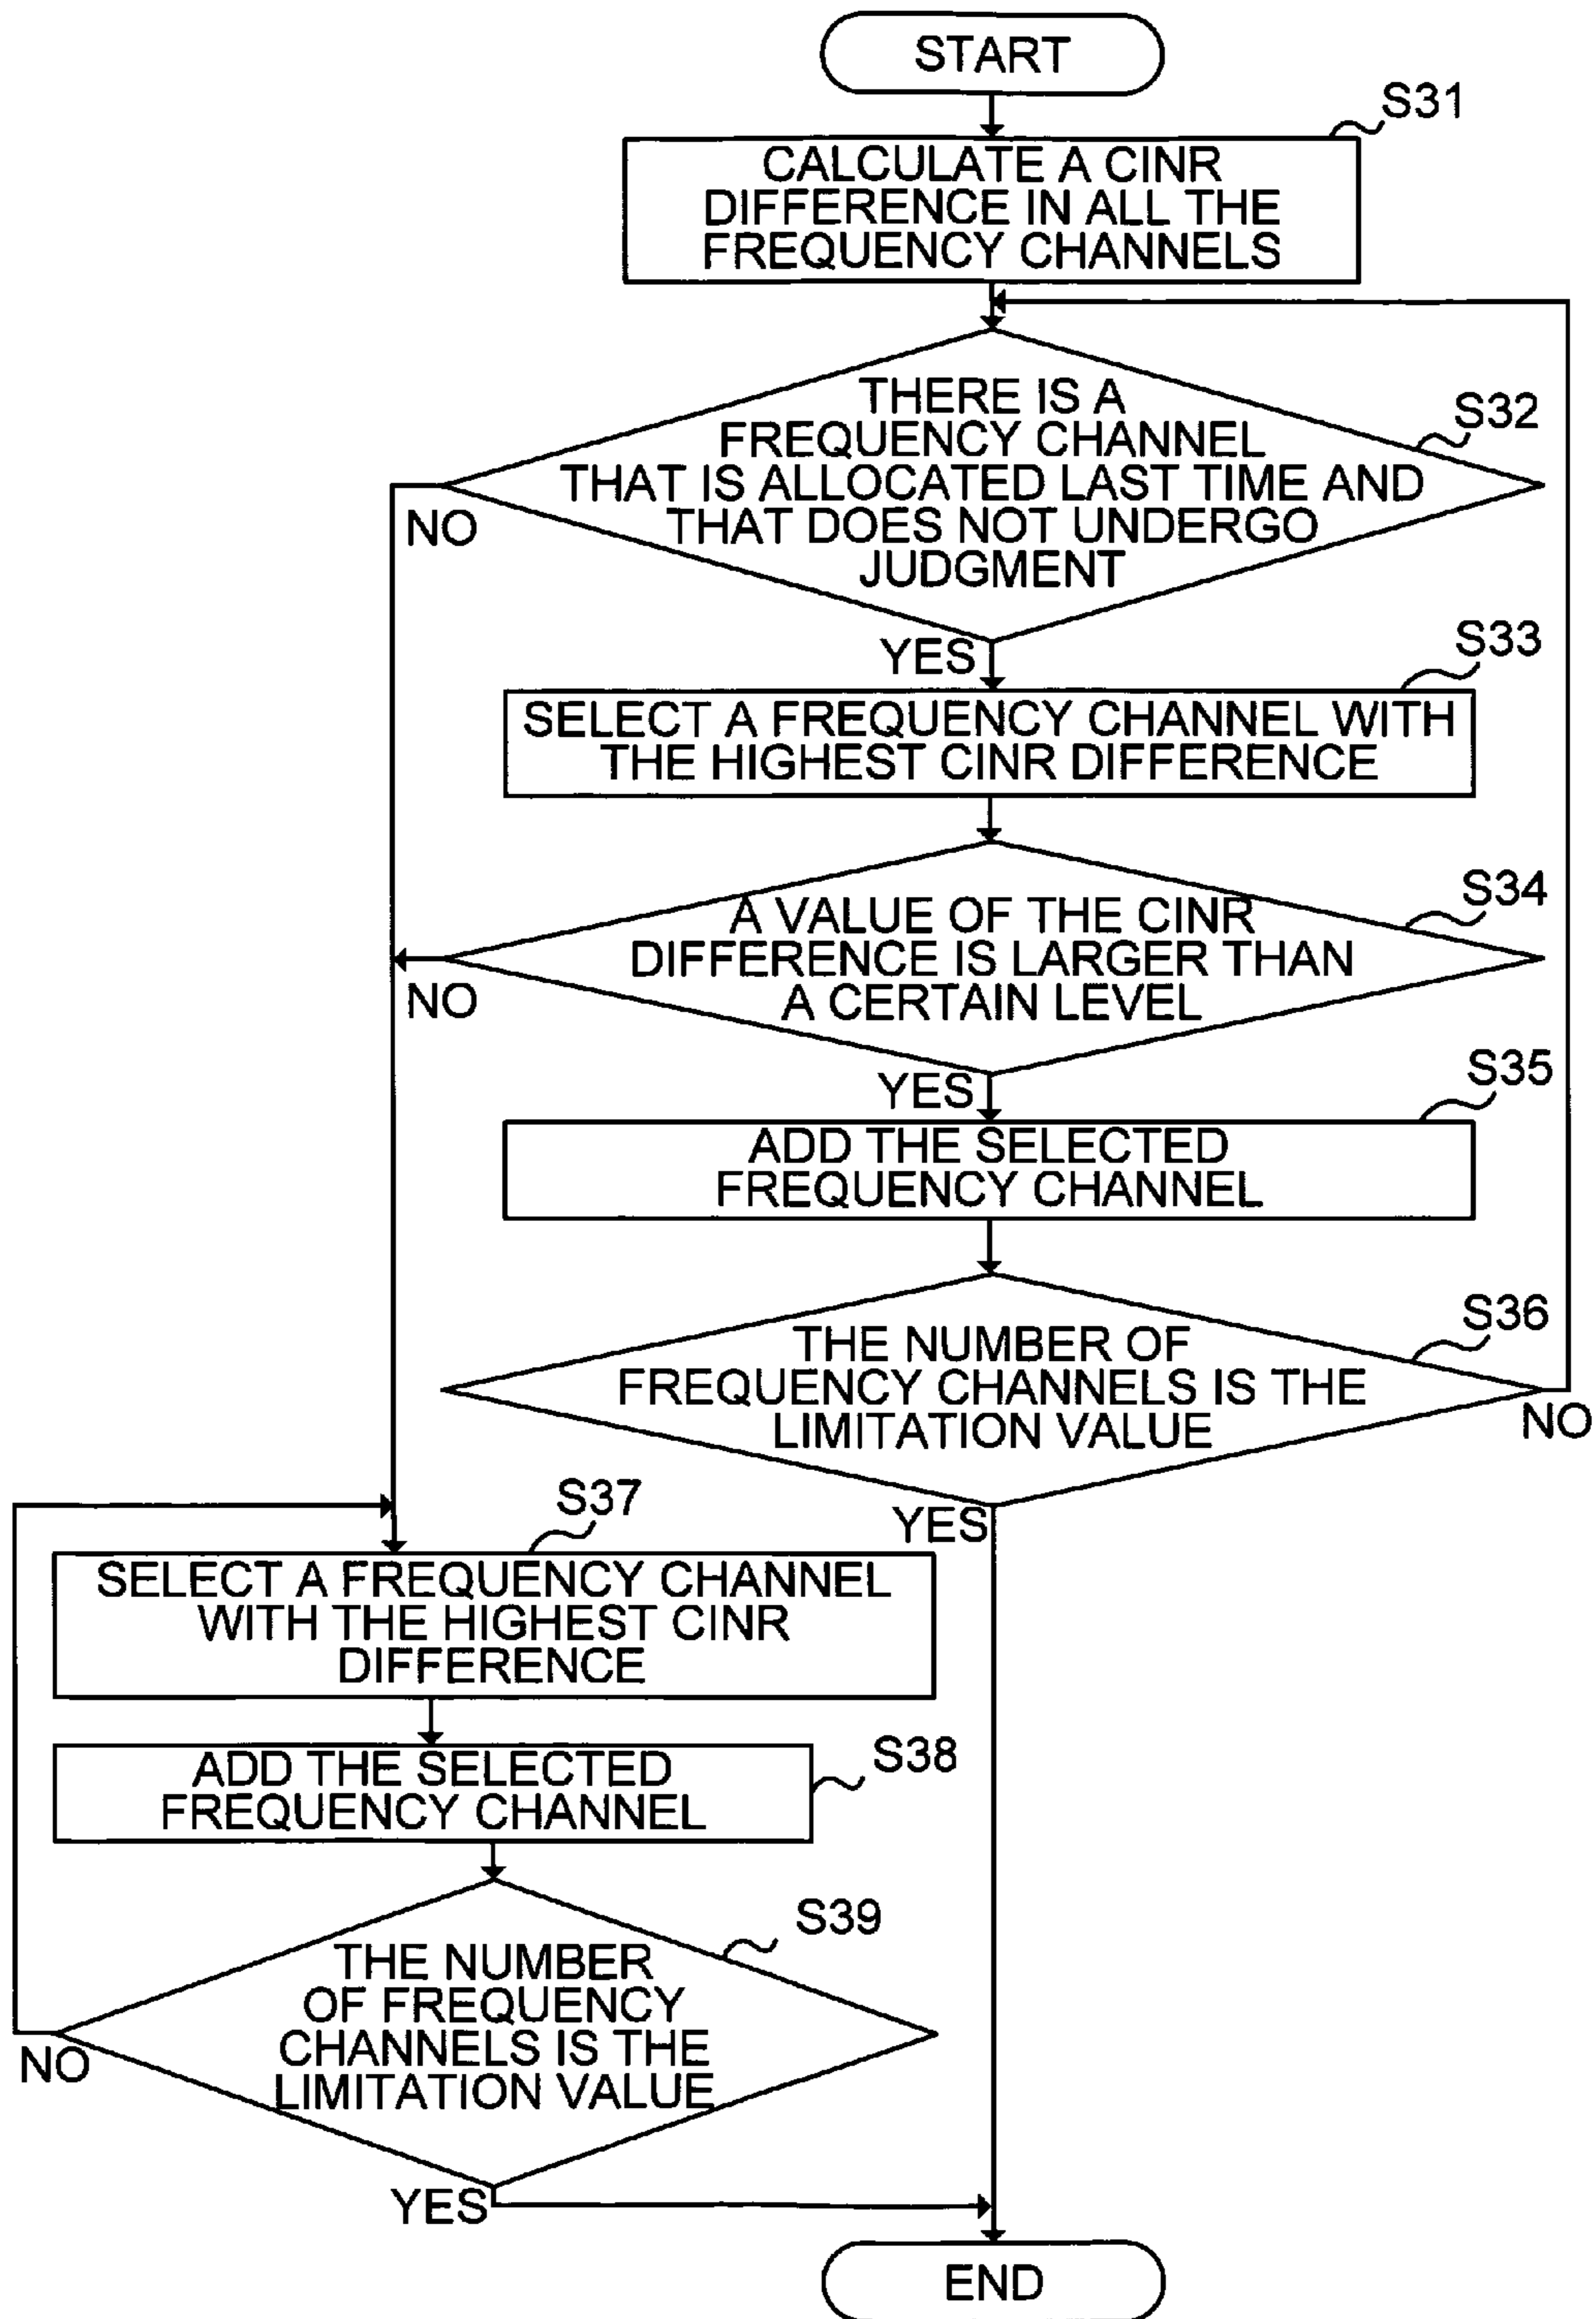 START
S31
CALCULATE A CINR
DIFFERENCE IN ALL THE
FREQUENCY CHANNELS
S32
THERE IS A
FREQUENCY CHANNEL
THAT IS ALLOCATED LAST TIME AND
THAT DOES NOT UNDERGO
JUDGMENT
NO
YES
S33
SELECT A FREQUENCY CHANNEL WITH
THE HIGHEST CINR DIFFERENCE
S34
A VALUE OF THE CINR
DIFFERENCE IS LARGER THAN
A CERTAIN LEVEL
NO
YES
S35
ADD THE SELECTED
FREQUENCY CHANNEL
S36
THE NUMBER OF
FREQUENCY CHANNELS IS THE
LIMITATION VALUE
NO
YES
S37
SELECT A FREQUENCY CHANNEL
WITH THE HIGHEST CINR
DIFFERENCE
S38
ADD THE SELECTED
FREQUENCY CHANNEL
S39
THE NUMBER
OF FREQUENCY
CHANNELS IS THE
LIMITATION VALUE
NO
YES
END